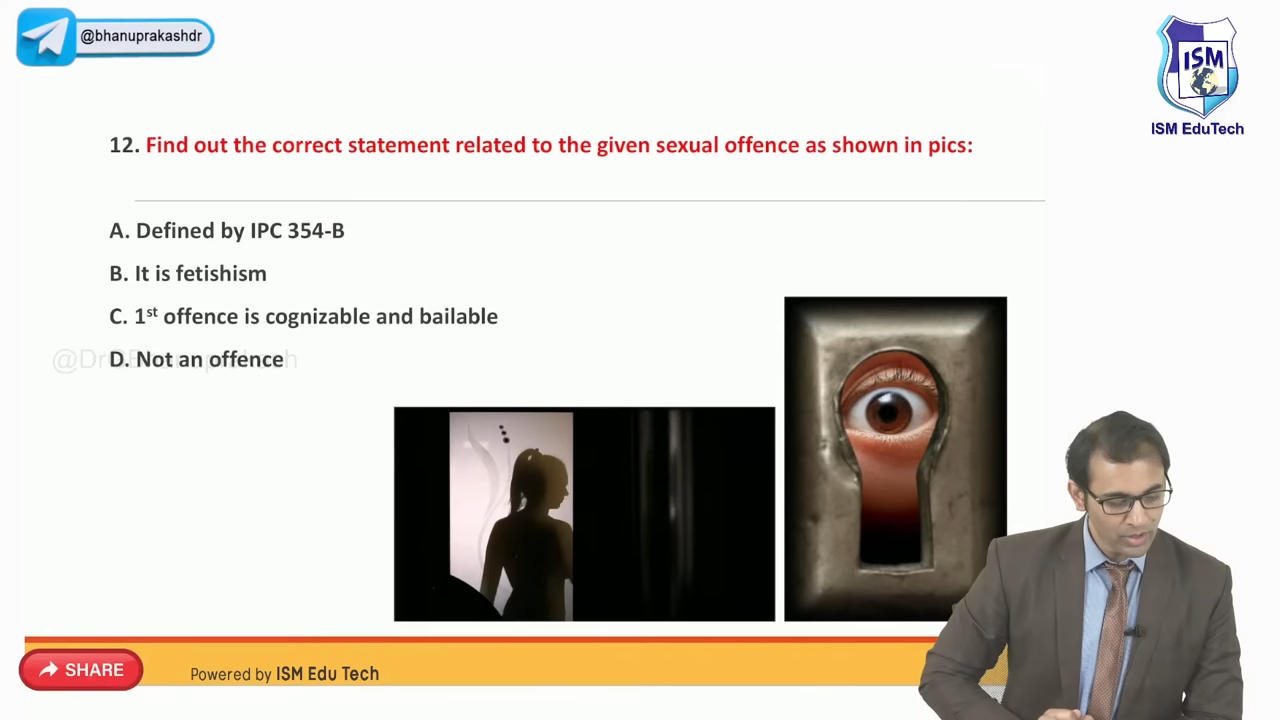 @bhanuprakashdr
ISM
ISM EduTech
12. Find out the correct statement related to the given sexual offence as shown in pics:
A. Defined by IPC 354-B
B. It is fetishism
C. 1st offence is cognizable and bailable
D. Not an offence
SHARE
Powered by ISM Edu Tech